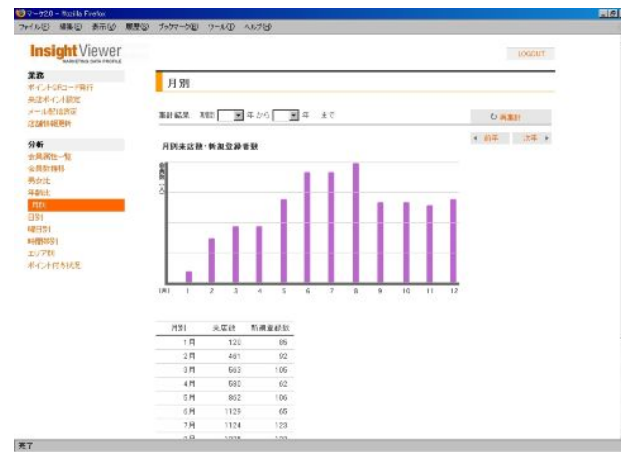 マーケ2.0 - Mozilla Firefox
ファイル(F) 編集(E) 表示(V) 履歴(S) ブックマーク(B) ツール(T) ヘルプ(H)
Insight Viewer
MARKETING DATA PROFILE
LOGOUT
業務
ポイントQRコード発行
来店ポイント設定
メール配信設定
店舗情報更新
分析
会員属性一覧
会員数推移
男女比
年齢比
月別
日別
曜日別
時間帯別
エリア別
ポイント付与状況
月別
集計結果 期間 年 から 年 まで
再集計
前年 次年
月別来店数・新規登録者数
(月) 1 2 3 4 5 6 7 8 9 10 11 12
月別 来店数 新規登録数
1月 120 85
2月 461 92
3月 563 105
4月 580 62
5月 862 106
6月 1129 65
7月 1124 123
完了